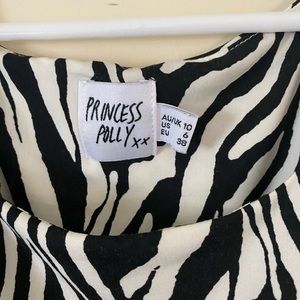 PRINCESS
POLLY xx
AU/UK 10
US 6
EU 38